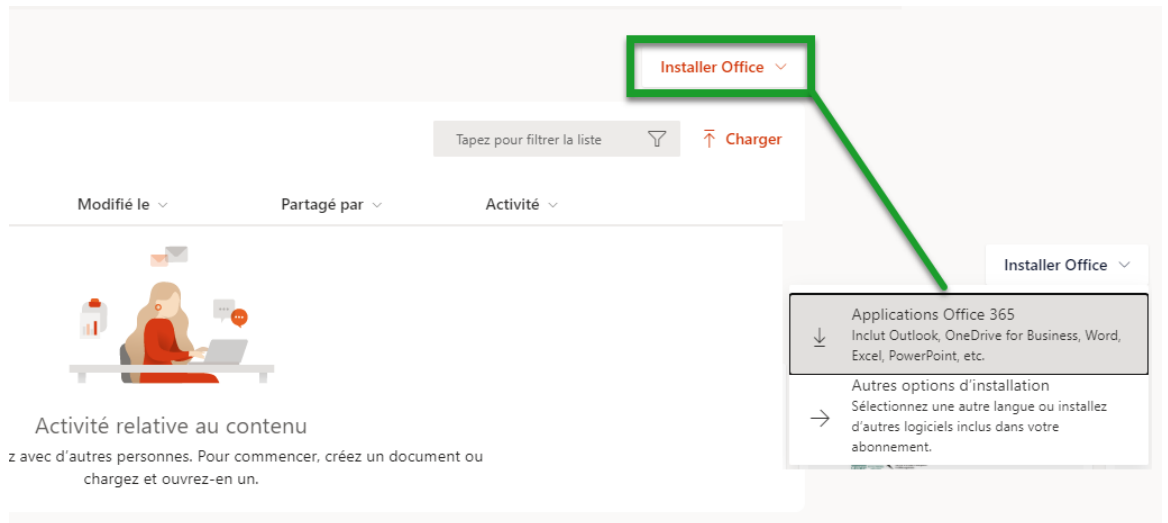 Installer Office
Tapez pour filtrer la liste
Charger
Modifié le
Partagé par
Activité
Installer Office
Applications Office 365
Inclut Outlook, OneDrive for Business, Word,
Excel, PowerPoint, etc.
Autres options d'installation
Sélectionnez une autre langue ou installez
d'autres logiciels inclus dans votre
abonnement.
Activité relative au contenu
z avec d'autres personnes. Pour commencer, créez un document ou
chargez et ouvrez-en un.